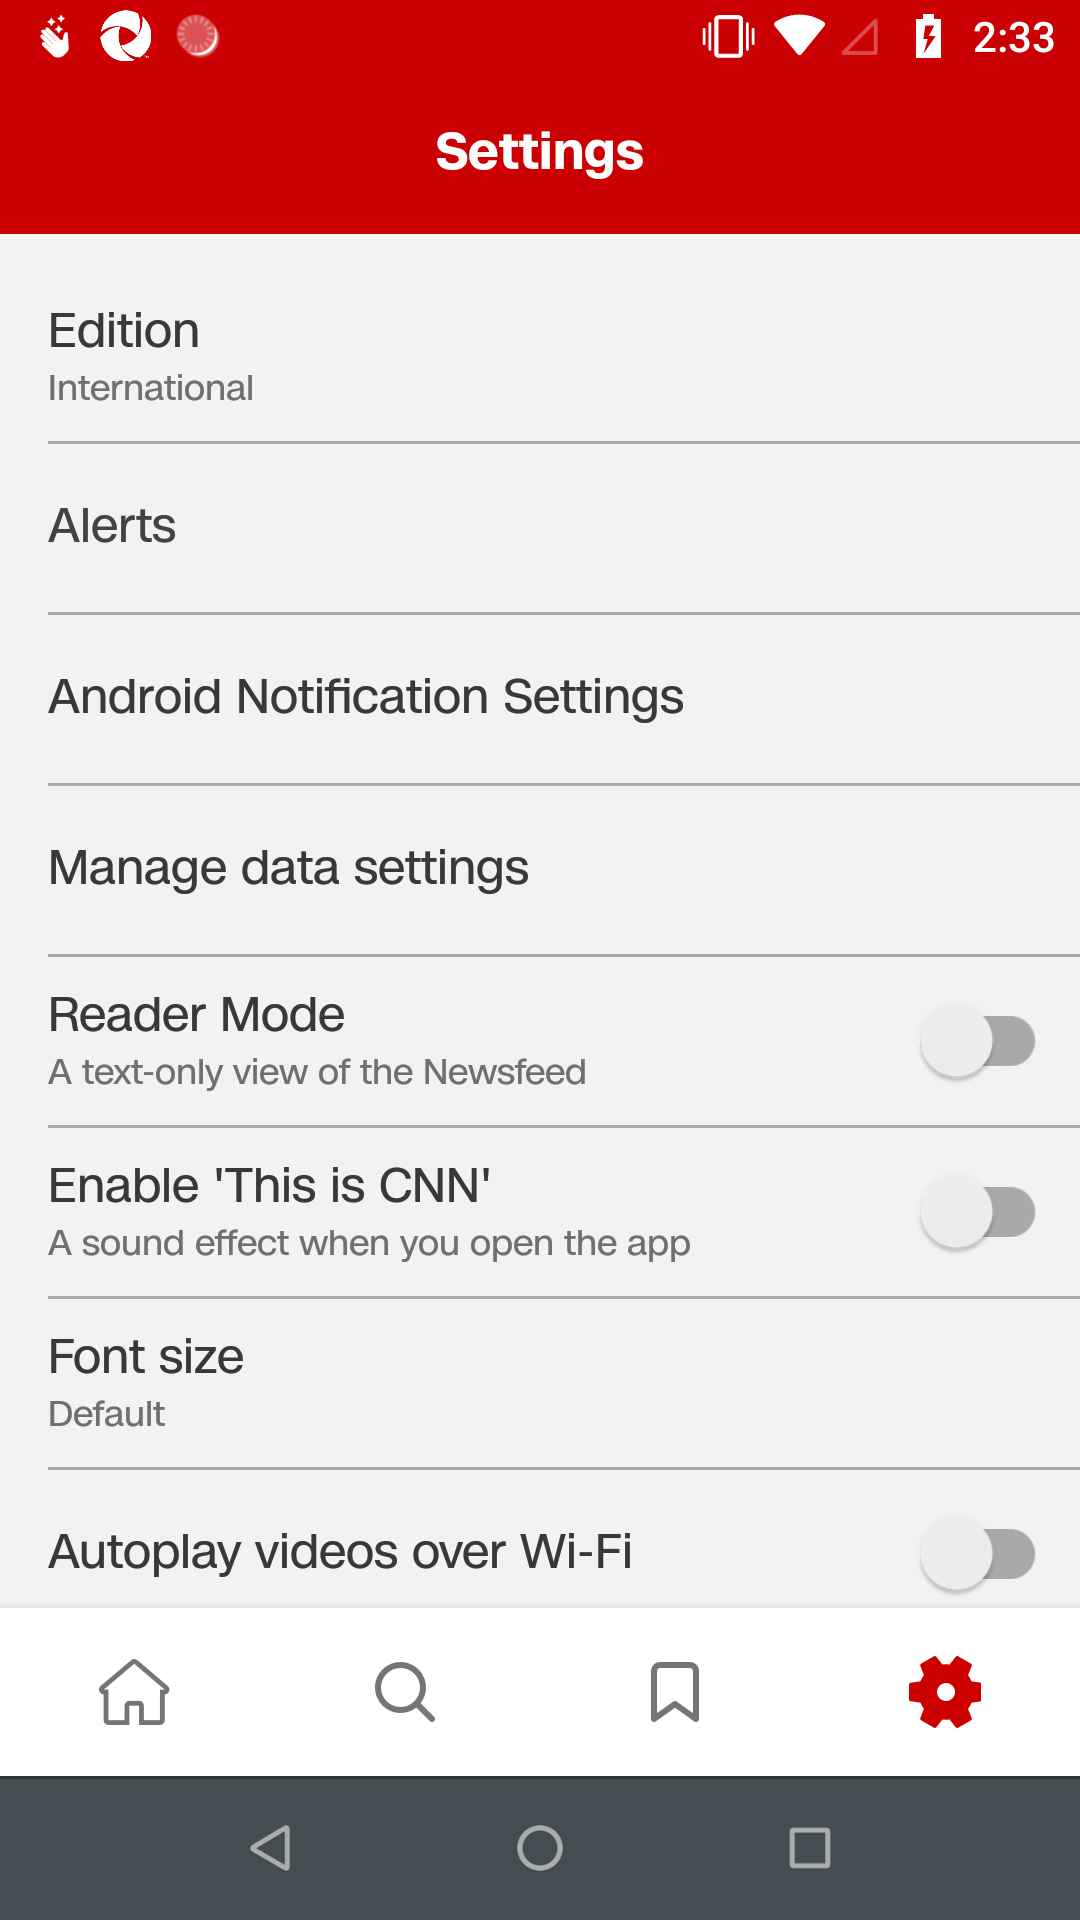 2:33
Settings
Edition
International
Alerts
Android Notification Settings
Manage data settings
Reader Mode
A text-only view of the Newsfeed
Enable 'This is CNN'
A sound effect when you open the app
Font size
Default
Autoplay videos over Wi-Fi